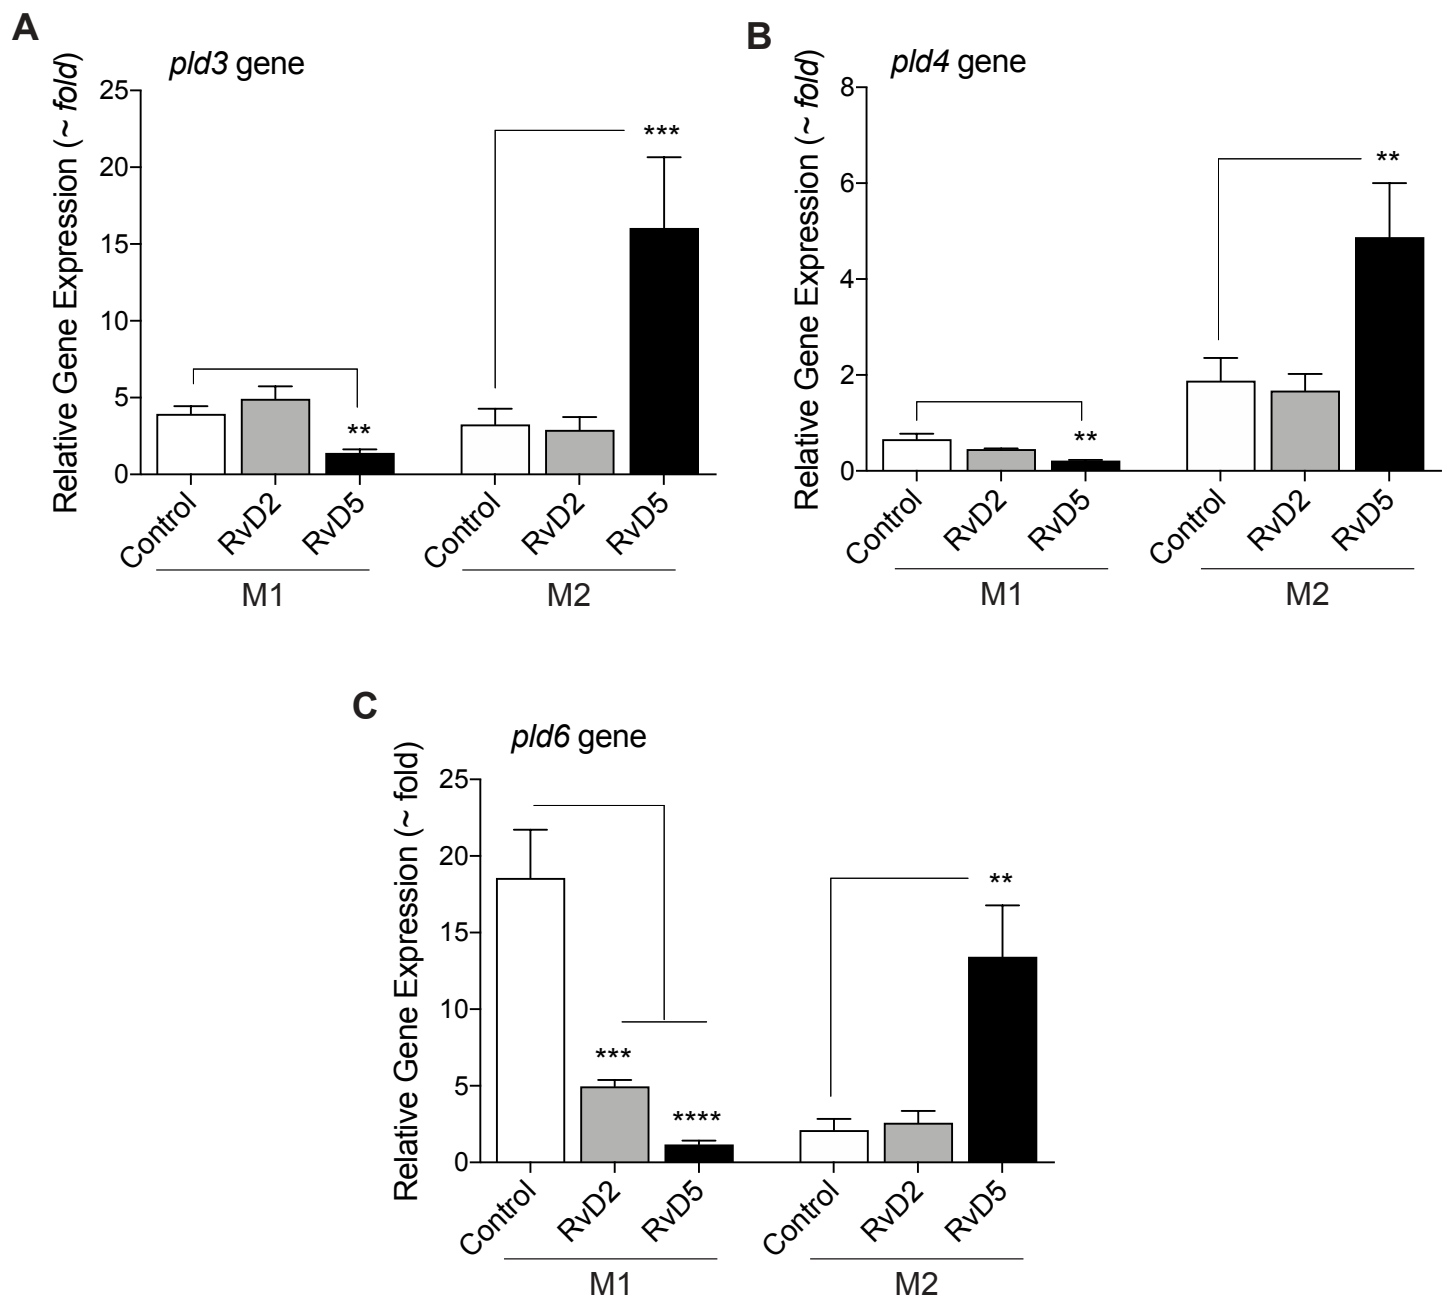 A
pld3 gene
Relative Gene Expression (~ fold)
25
20
15
10
5
0
**
***
Control
RvD2
RvD5
Control
RvD2
RvD5
M1
M2
B
pld4 gene
Relative Gene Expression (~ fold)
8
6
4
2
0
**
**
Control
RvD2
RvD5
Control
RvD2
RvD5
M1
M2
C
pld6 gene
Relative Gene Expression (~ fold)
25
20
15
10
5
0
***
****
**
Control
RvD2
RvD5
Control
RvD2
RvD5
M1
M2